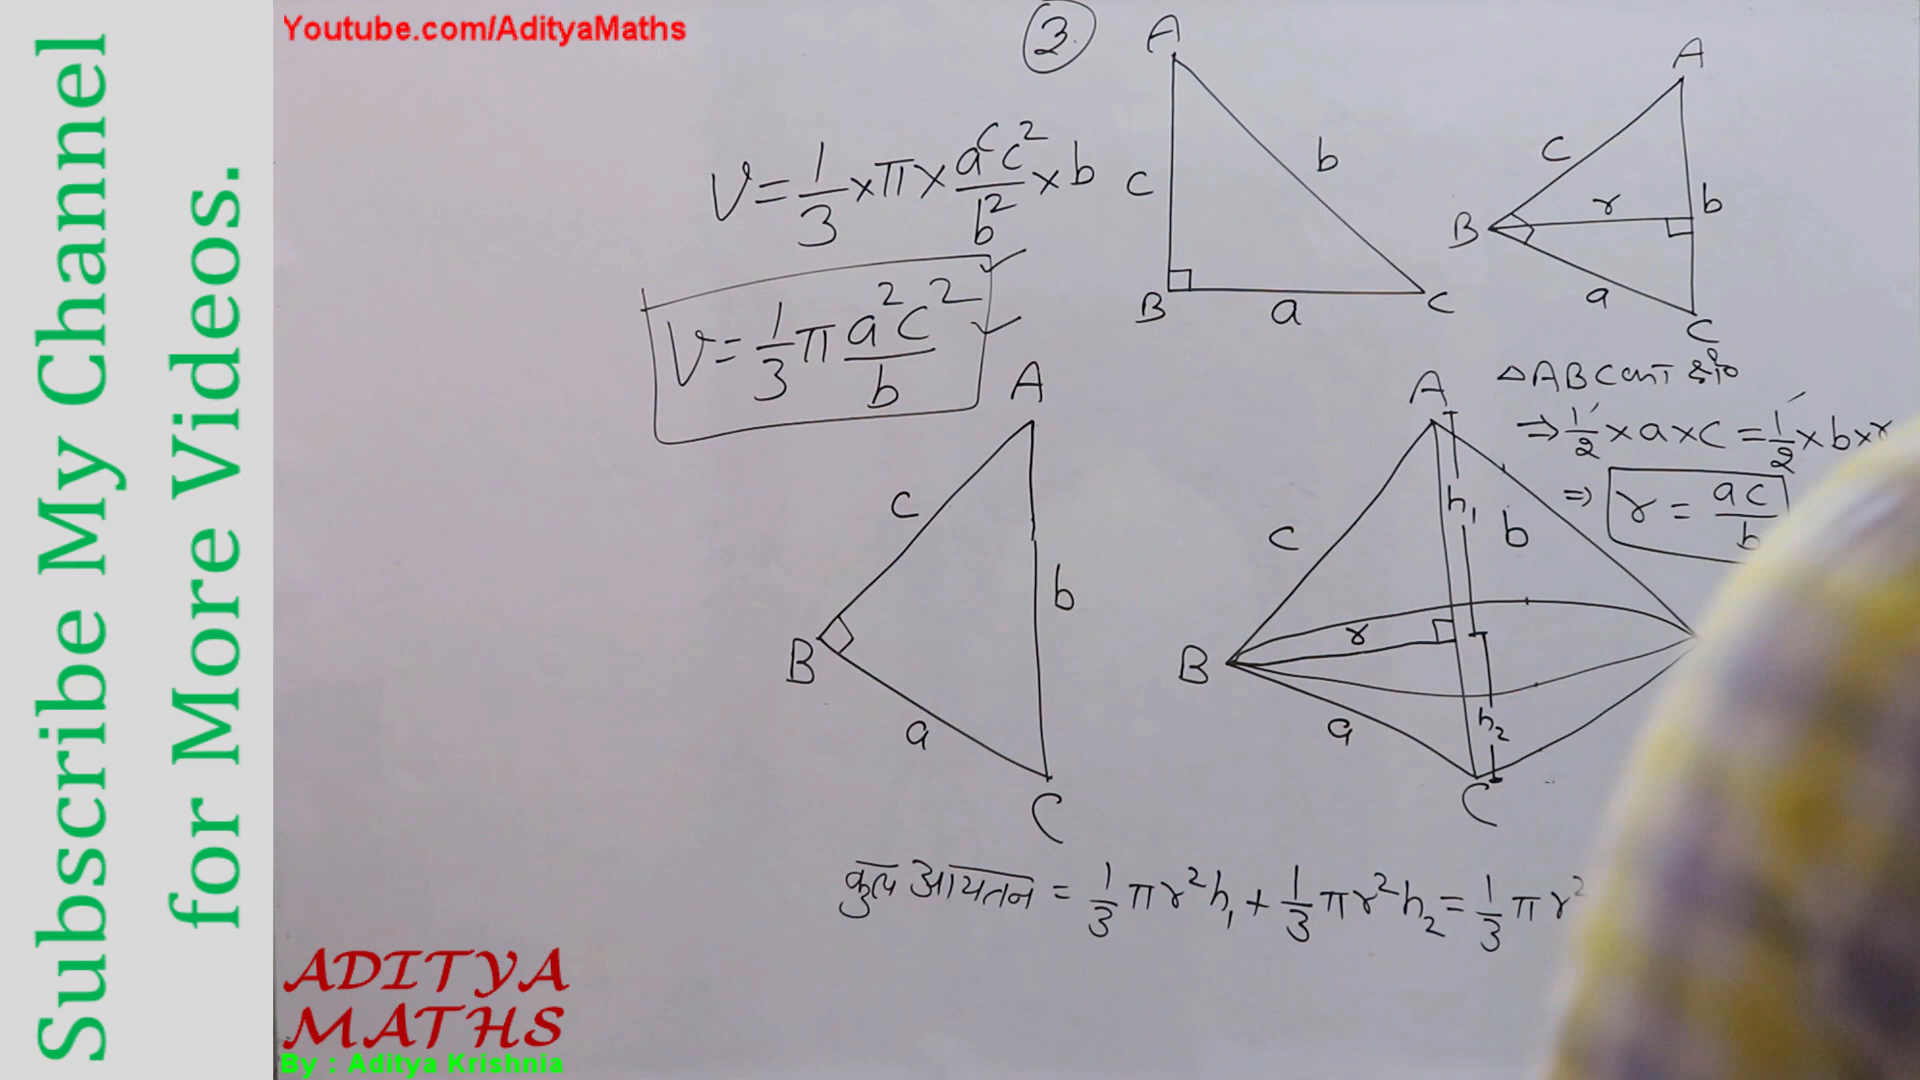 Subscribe My Channel
for More Videos.
Youtube.com/AdityaMaths
3.
A
c
b
B
a
C
A
c
r
b
B
a
C
V = 1/3 × π × a²c²/b² × b
V = 1/3 π a²c²/b
△ABC का क्षे०
⇒ 1/2 × a × c = 1/2 × b × r
⇒ r = ac/b
A
c
b
B
a
C
A
h₁
c
b
r
B
a
h₂
C
कुल आयतन = 1/3 πr²h₁ + 1/3 πr²h₂ = 1/3 πr²
ADITYA
MATHS
By : Aditya Krishnia